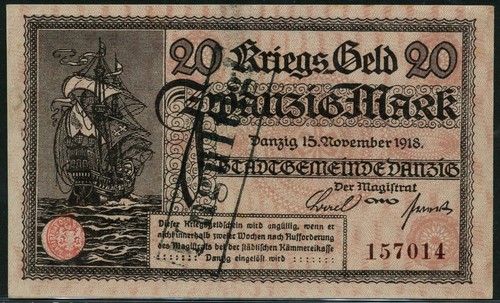 20 Kriegs-Geld 20
Zwanzig Mark
Danzig 15. November 1918.
STADTGEMEINDE DANZIG
Der Magistrat
Dieser Kriegsgeldschein wird ungültig, wenn er
nicht innerhalb zweier Wochen nach Aufforderung
des Magistrats bei der städtischen Kämmereikasse
Danzig eingelöst wird
157014